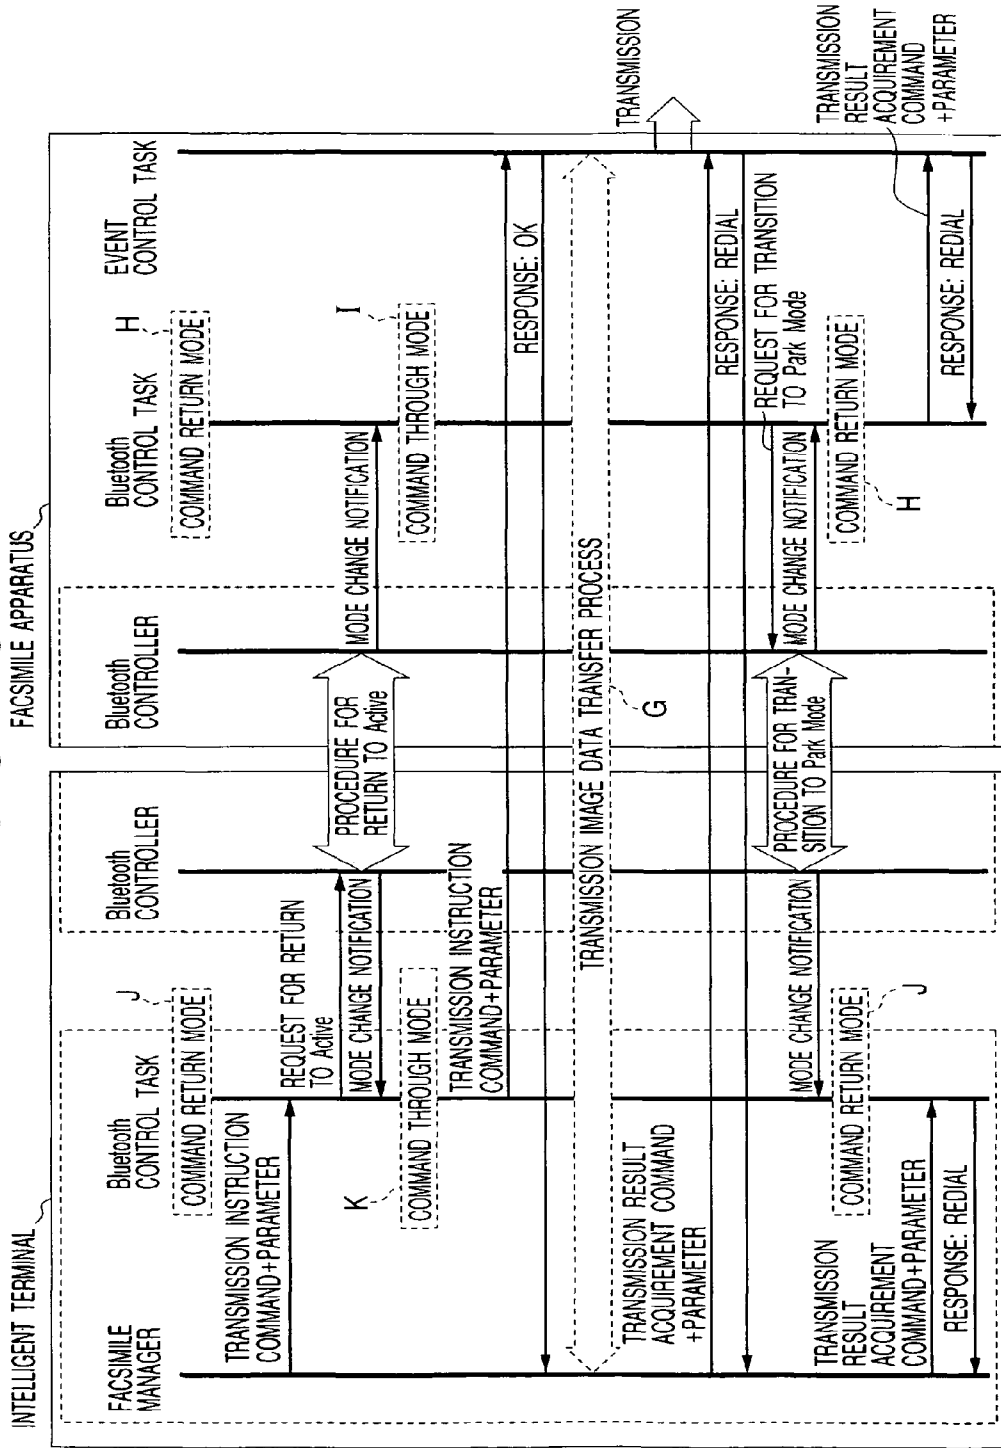 INTELLIGENT TERMINAL
FACSIMILE APPARATUS
FACSIMILE
MANAGER
Bluetooth
CONTROL TASK
Bluetooth
CONTROLLER
Bluetooth
CONTROLLER
Bluetooth
CONTROL TASK
EVENT
CONTROL TASK
COMMAND RETURN MODE
J
COMMAND RETURN MODE
H
TRANSMISSION INSTRUCTION
COMMAND+PARAMETER
REQUEST FOR RETURN
TO Active
MODE CHANGE NOTIFICATION
PROCEDURE FOR
RETURN TO Active
MODE CHANGE NOTIFICATION
K
COMMAND THROUGH MODE
COMMAND THROUGH MODE
I
TRANSMISSION INSTRUCTION
COMMAND+PARAMETER
RESPONSE: OK
TRANSMISSION IMAGE DATA TRANSFER PROCESS
G
TRANSMISSION
TRANSMISSION RESULT
ACQUIREMENT COMMAND
+PARAMETER
RESPONSE: REDIAL
REQUEST FOR TRANSITION
TO Park Mode
MODE CHANGE NOTIFICATION
PROCEDURE FOR TRAN-
SITION TO Park Mode
MODE CHANGE NOTIFICATION
COMMAND RETURN MODE
J
COMMAND RETURN MODE
H
TRANSMISSION
RESULT
ACQUIREMENT
COMMAND+PARAMETER
RESPONSE: REDIAL
TRANSMISSION
RESULT
ACQUIREMENT
COMMAND
+PARAMETER
RESPONSE: REDIAL